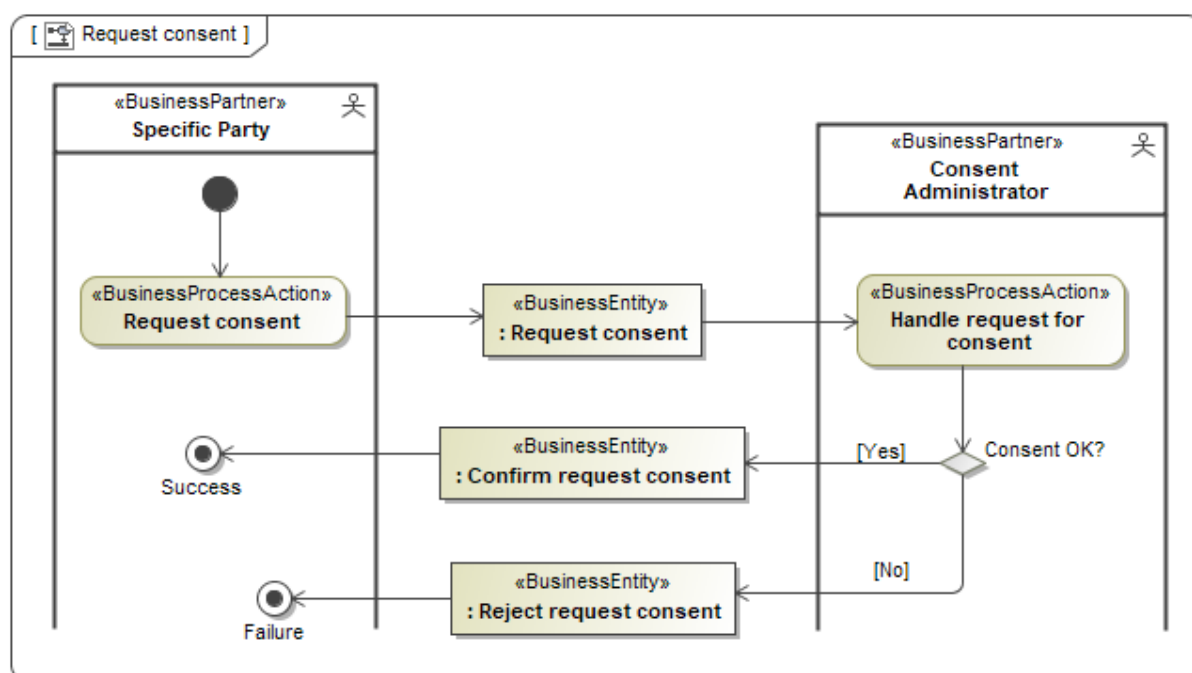 [ Request consent ]
«BusinessPartner»
Specific Party
«BusinessPartner»
Consent
Administrator
«BusinessProcessAction»
Request consent
«BusinessEntity»
: Request consent
«BusinessProcessAction»
Handle request for
consent
«BusinessEntity»
: Confirm request consent
[Yes]
Consent OK?
Success
«BusinessEntity»
: Reject request consent
[No]
Failure